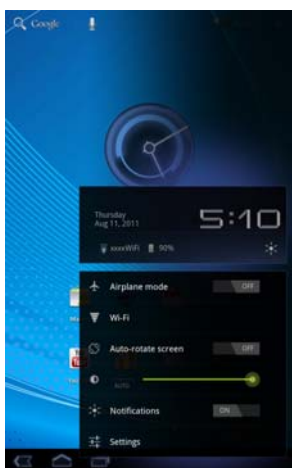 Google
Thursday
Aug 11, 2011
5:10
xxxxWiFi 90%
Airplane mode OFF
Wi-Fi
Auto-rotate screen OFF
AUTO
Notifications ON
Settings